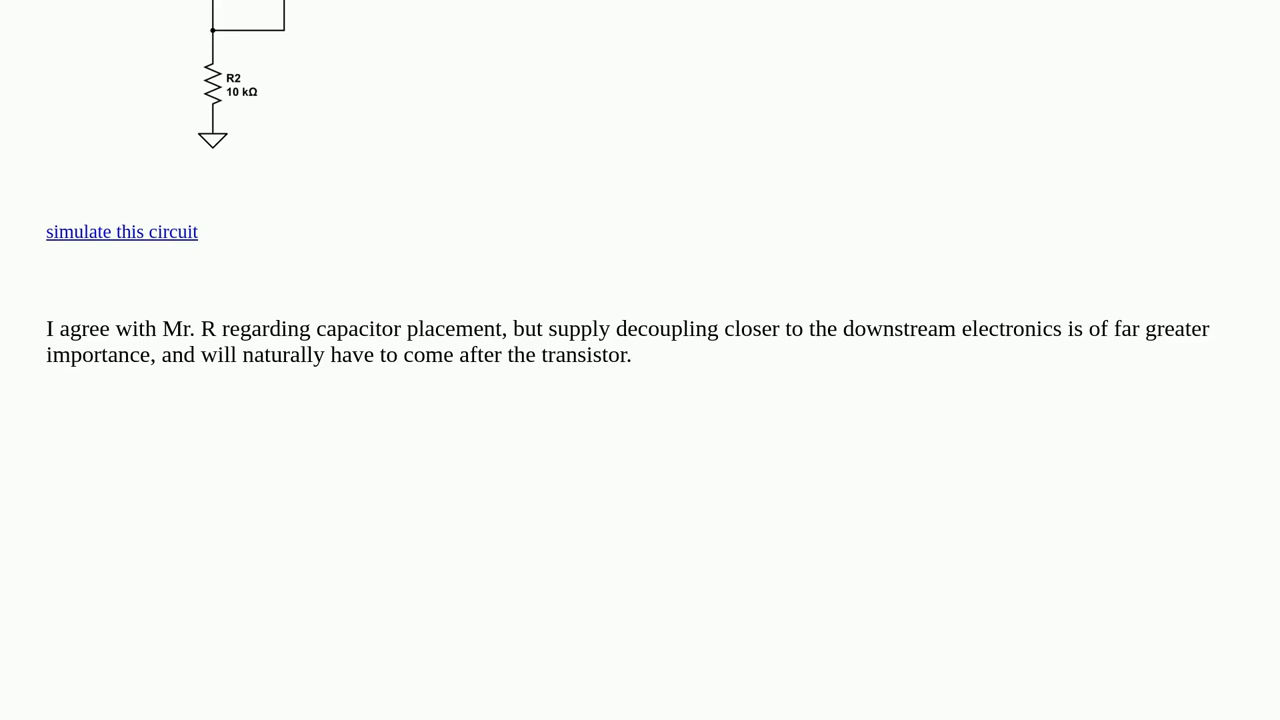 R2
10 kΩ
simulate this circuit
I agree with Mr. R regarding capacitor placement, but supply decoupling closer to the downstream electronics is of far greater
importance, and will naturally have to come after the transistor.